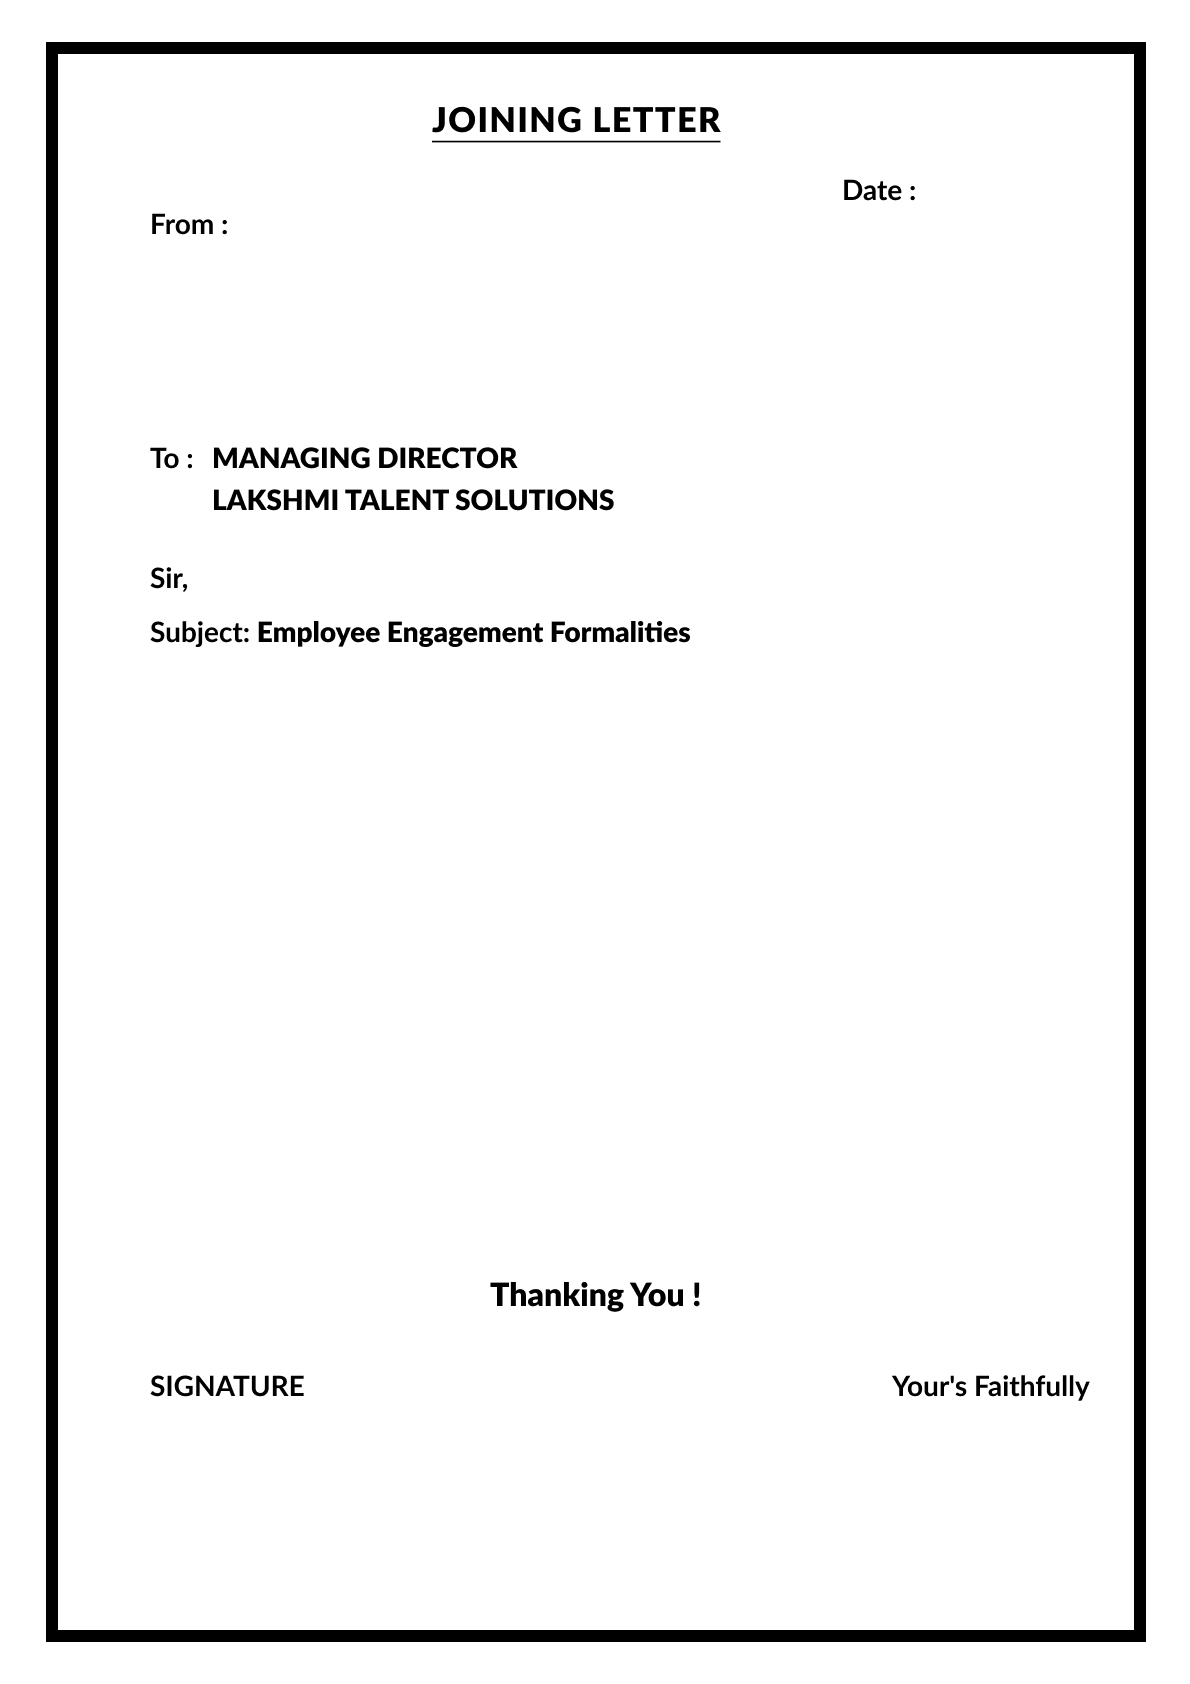 JOINING LETTER
Date :
From :
To : MANAGING DIRECTOR
LAKSHMI TALENT SOLUTIONS
Sir,
Subject: Employee Engagement Formalities
Thanking You !
SIGNATURE Your's Faithfully